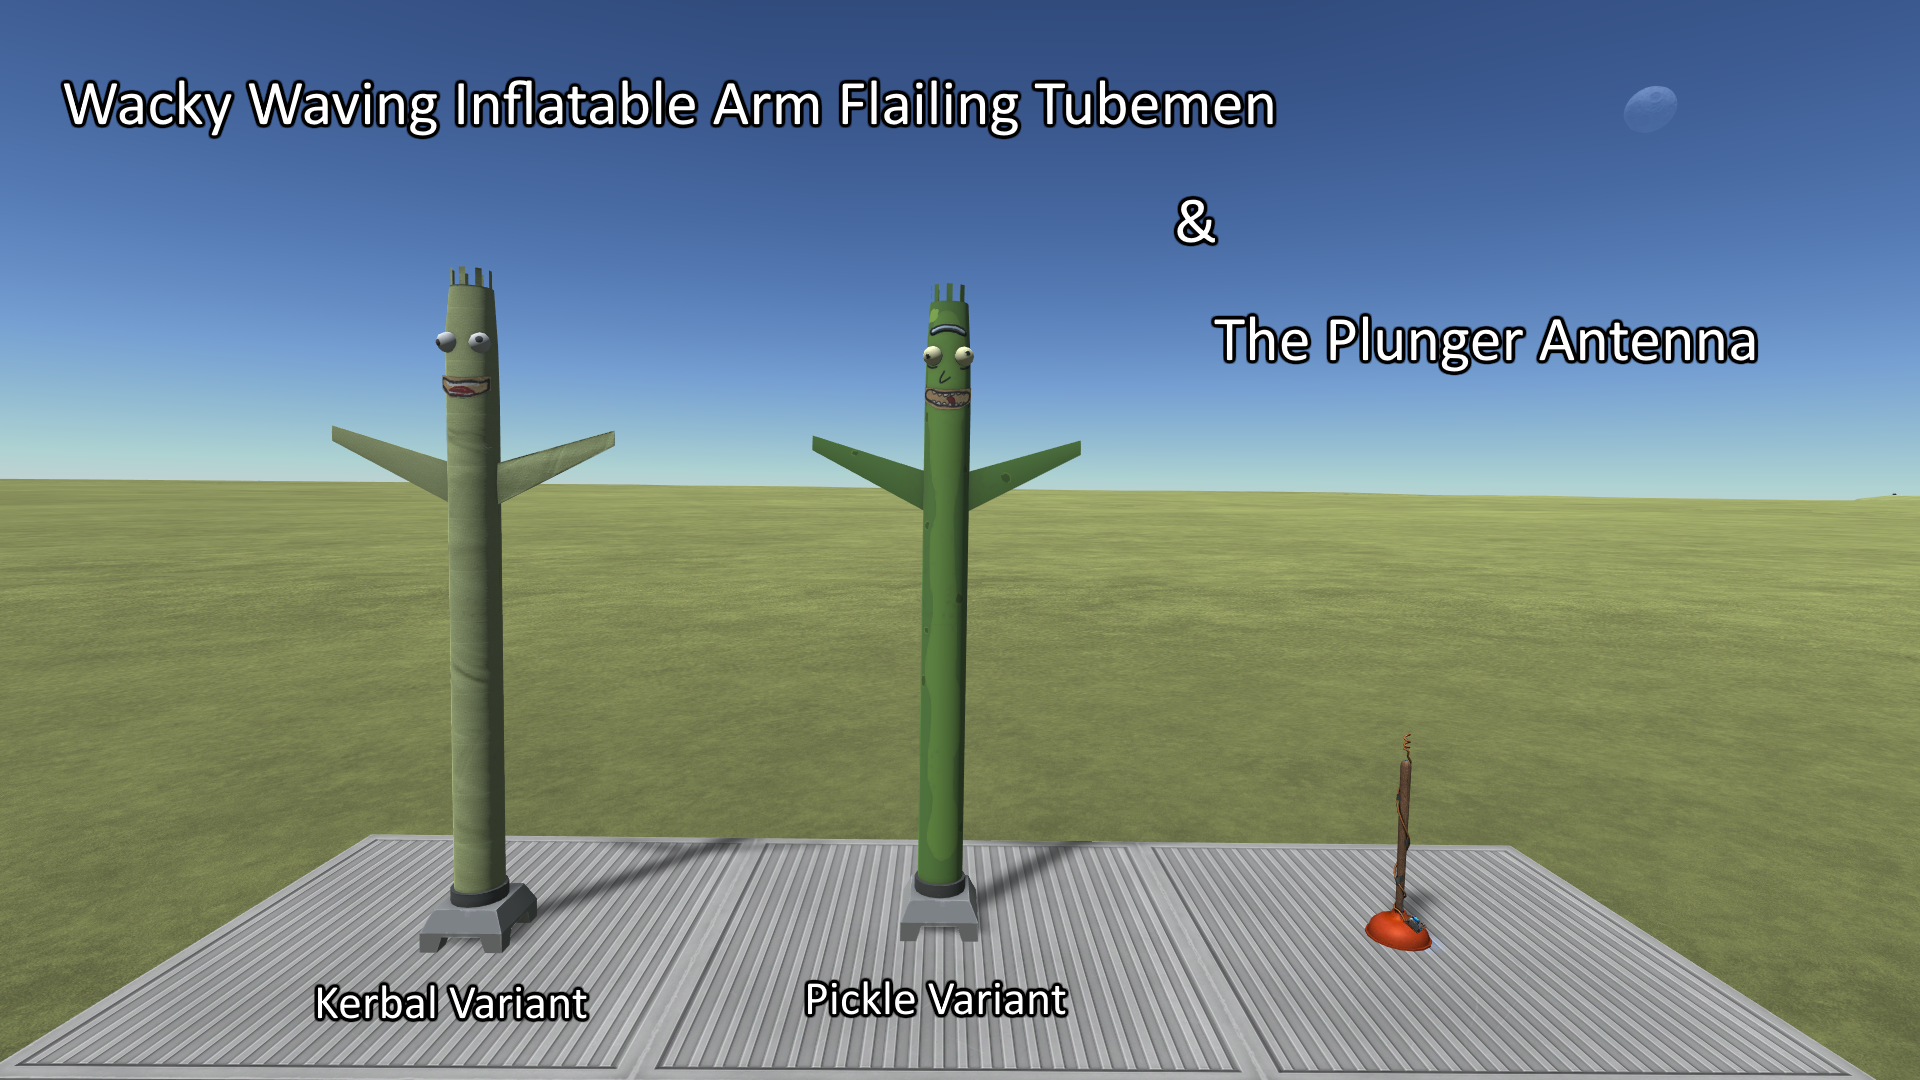 Wacky Waving Inflatable Arm Flailing Tubemen
&
The Plunger Antenna
Kerbal Variant
Pickle Variant